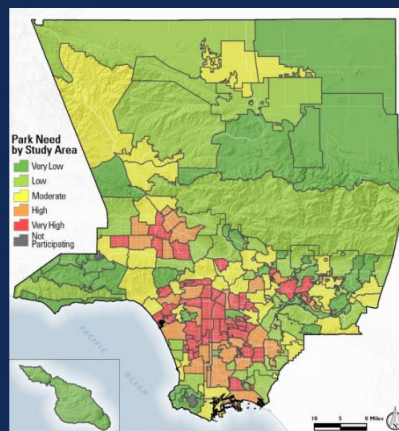 Park Need
by Study Area
Very Low
Low
Moderate
High
Very High
Not
Participating
PACIFIC OCEAN
10 5 0 Miles
N